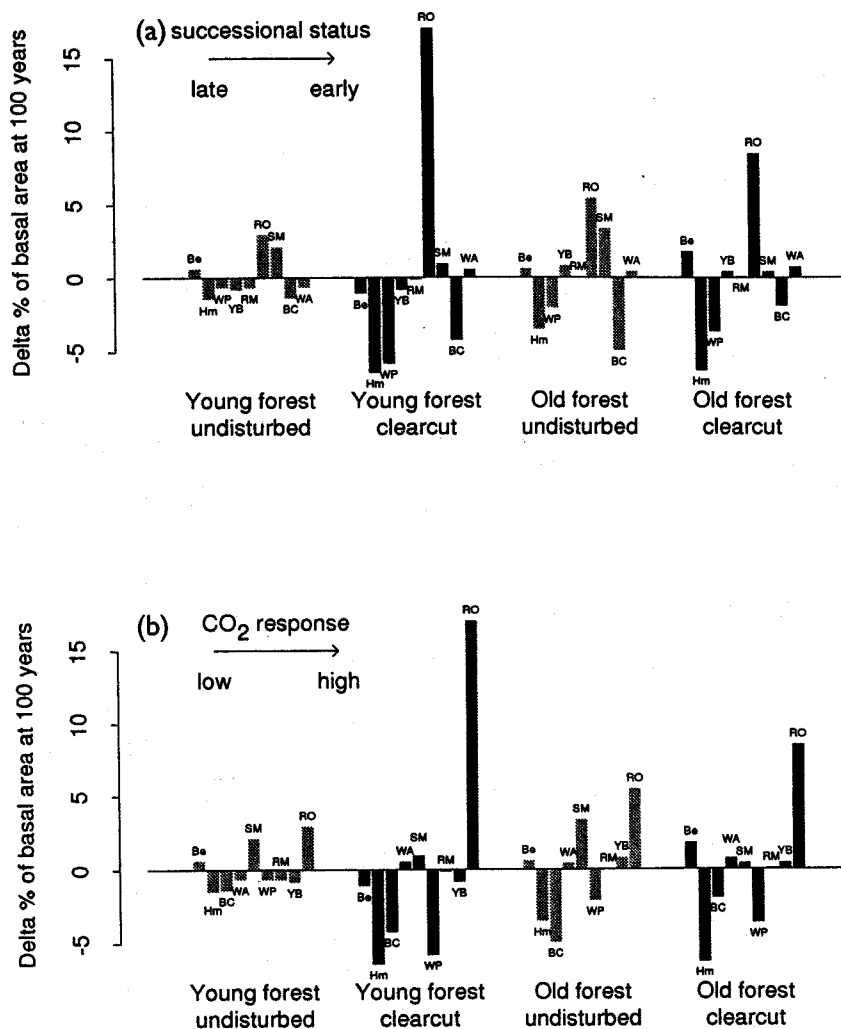 (a) successional status
late early
Delta % of basal area at 100 years
15
10
5
0
-5
Be Hm WP YB RM RO SM BC WA
Be Hm WP YB RM RO SM BC WA
Be Hm WP YB RM RO SM BC WA
Be Hm WP YB RM RO SM BC WA
Young forest undisturbed
Young forest clearcut
Old forest undisturbed
Old forest clearcut
(b) CO2 response
low high
Delta % of basal area at 100 years
15
10
5
0
-5
Be Hm BC WA SM WP RM YB RO
Be Hm BC WA SM WP RM YB RO
Be Hm BC WA SM WP RM YB RO
Be Hm BC WA SM WP RM YB RO
Young forest undisturbed
Young forest clearcut
Old forest undisturbed
Old forest clearcut